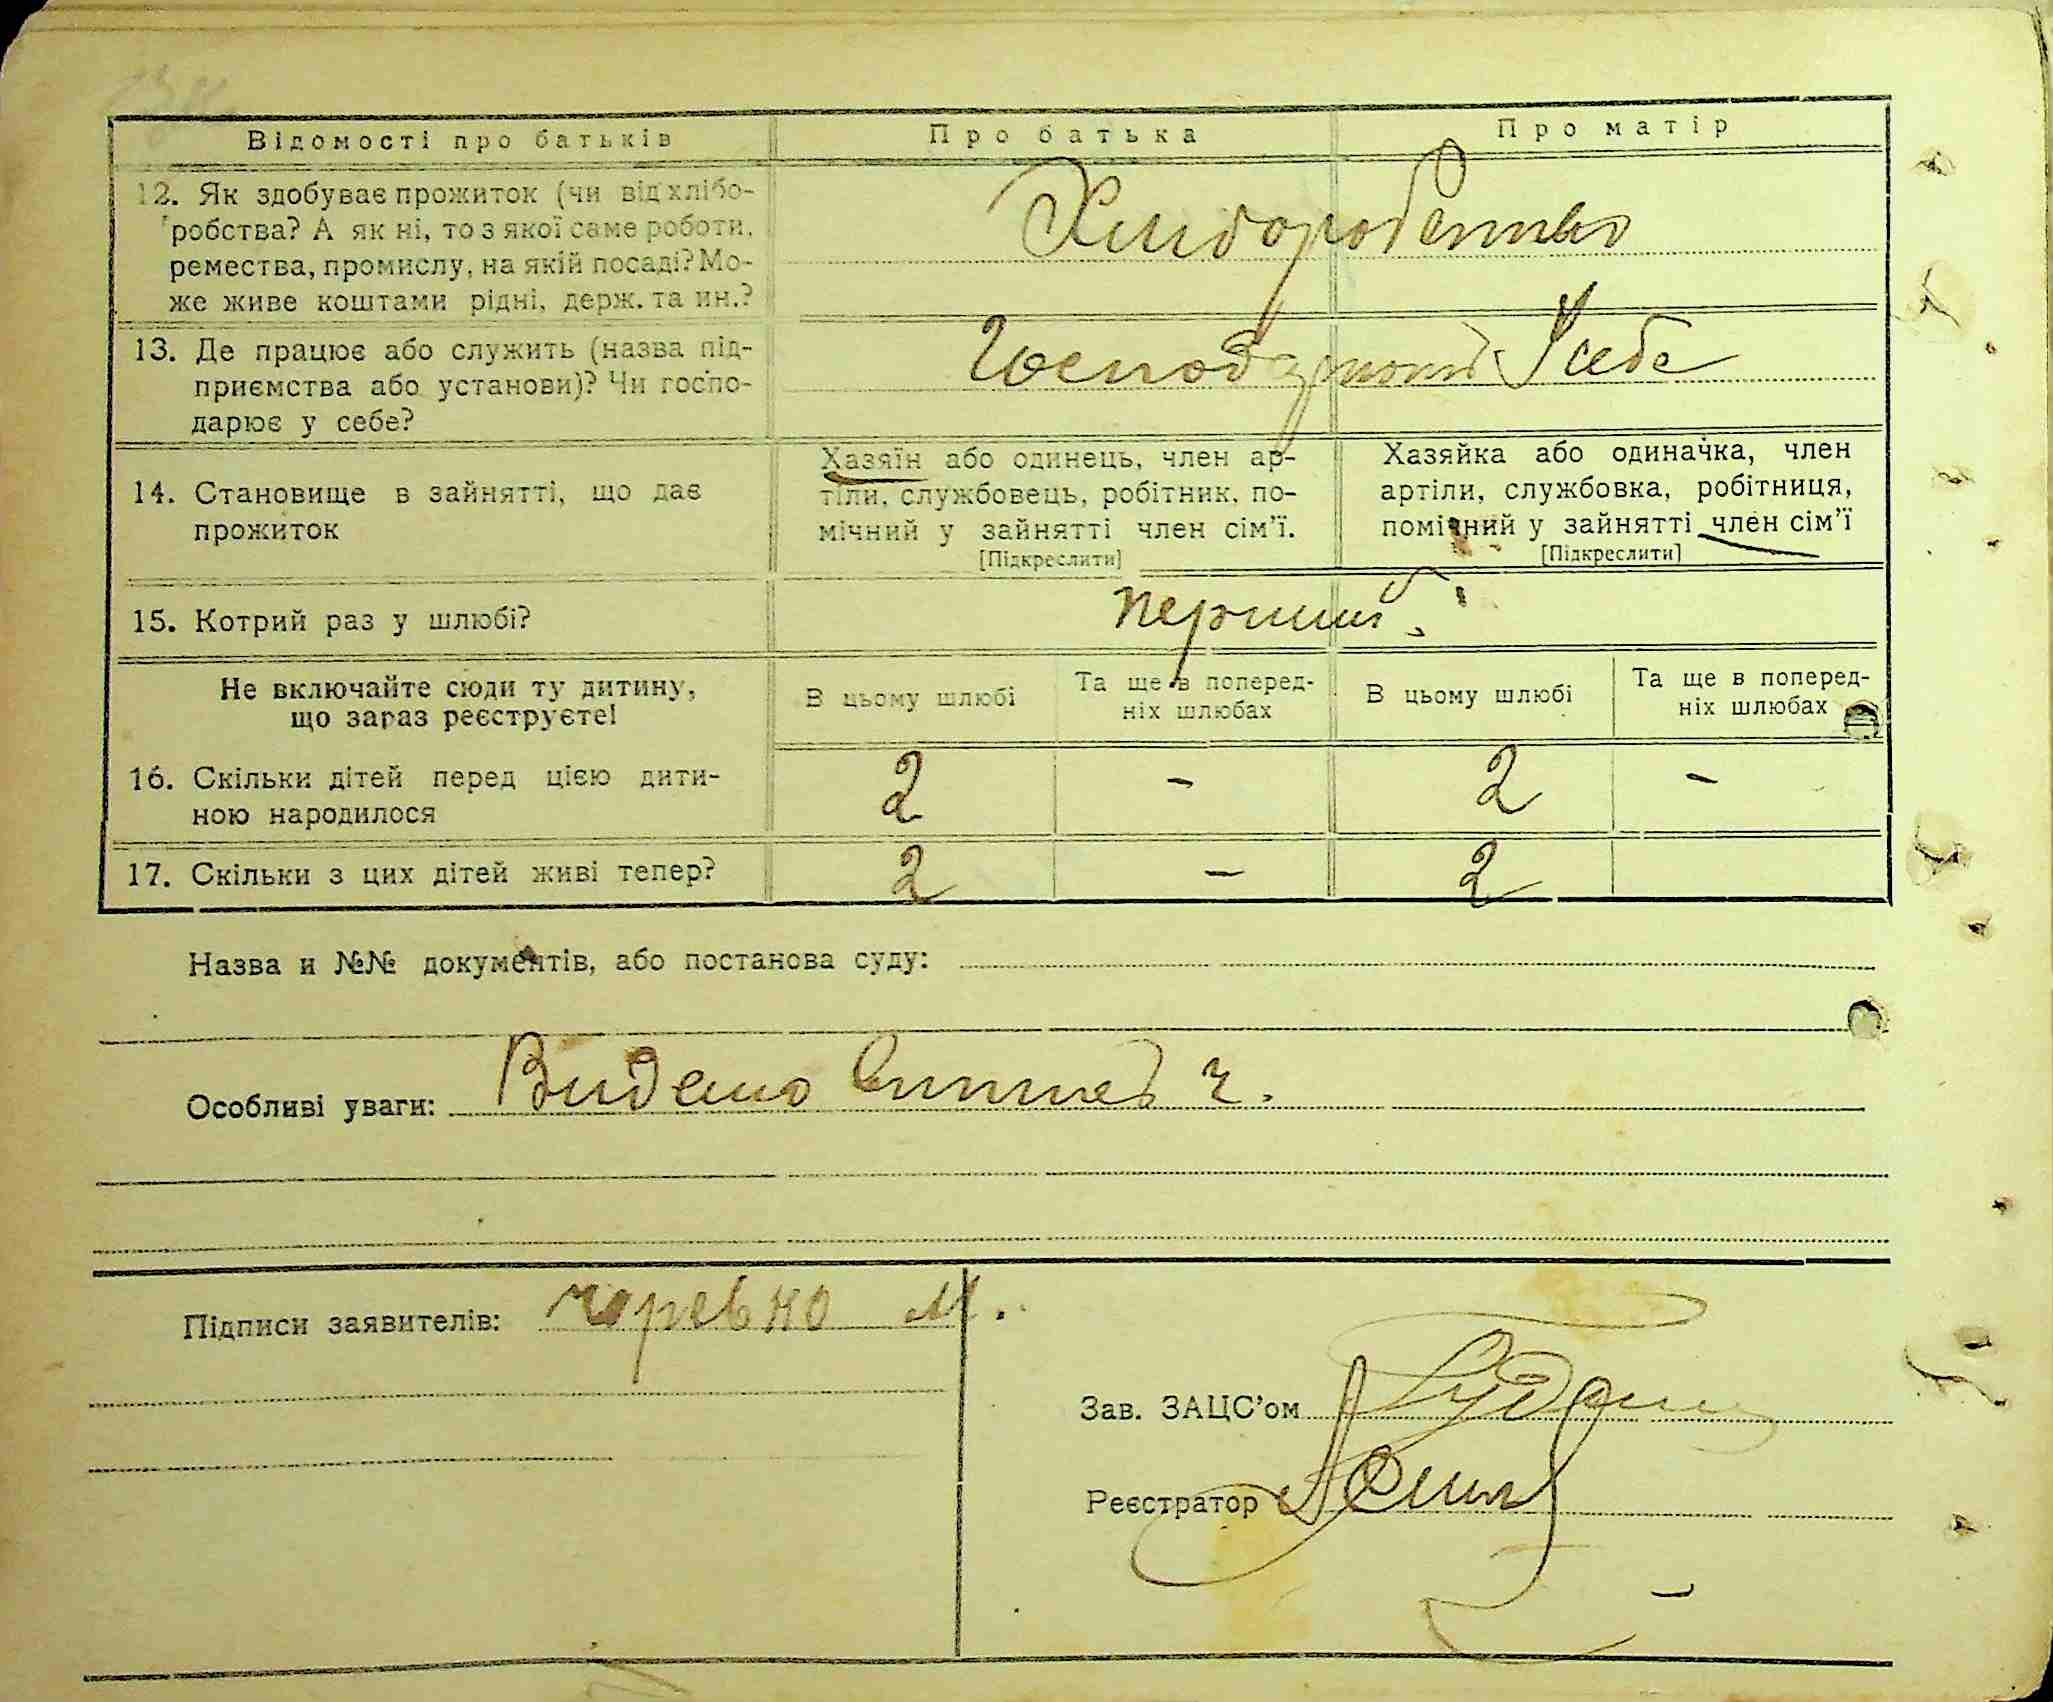 Відомості про батьків Про батька Про матір
12. Як здобуває прожиток (чи від хлібо-
робства? А як ні, то з якої саме роботи,
ремества, промислу, на якій посаді? Мо-
же живе коштами рідні, держ. та ин.?
Хлиборобство
13. Де працює або служить (назва під-
приємства або установи)? Чи госпо-
дарює у себе?
Господарюють У себе
14. Становище в зайнятті, що дає
прожиток
Хазяїн або одинець, член ар-
тіли, службовець, робітник, по-
мічний у зайнятті член сім'ї.
[Підкреслити]
Хазяйка або одиначка, член
артіли, службовка, робітниця,
помічний у зайнятті член сім'ї
[Підкреслити]
15. Котрий раз у шлюбі?
перший
Не включайте сюди ту дитину,
що зараз реєструєте!
В цьому шлюбі
Та ще в поперед-
ніх шлюбах
В цьому шлюбі
Та ще в поперед-
ніх шлюбах
16. Скільки дітей перед цією дити-
ною народилося
2 - 2 -
17. Скільки з цих дітей живі тепер?
2 - 2
Назва и №№ документів, або постанова суду:
Особливі уваги: Видано
Підписи заявителів: черевко М.
Зав. ЗАЦС'ом
Реєстратор